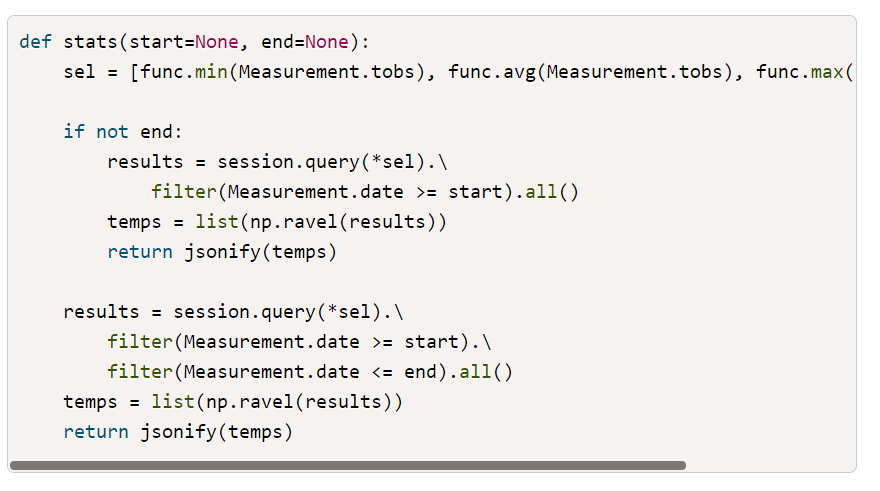 def stats(start=None, end=None):
    sel = [func.min(Measurement.tobs), func.avg(Measurement.tobs), func.max(
    if not end:
        results = session.query(*sel).\
            filter(Measurement.date >= start).all()
        temps = list(np.ravel(results))
        return jsonify(temps)
    results = session.query(*sel).\
        filter(Measurement.date >= start).\
        filter(Measurement.date <= end).all()
    temps = list(np.ravel(results))
    return jsonify(temps)